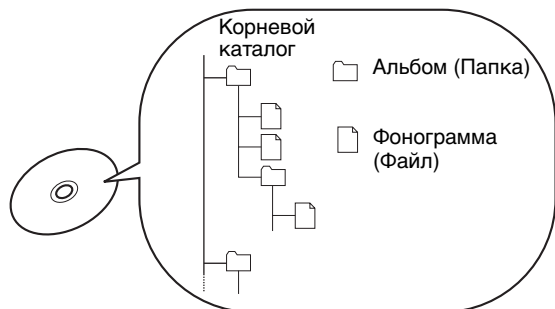 Корневой
каталог
Альбом (Папка)
Фонограмма
(Файл)